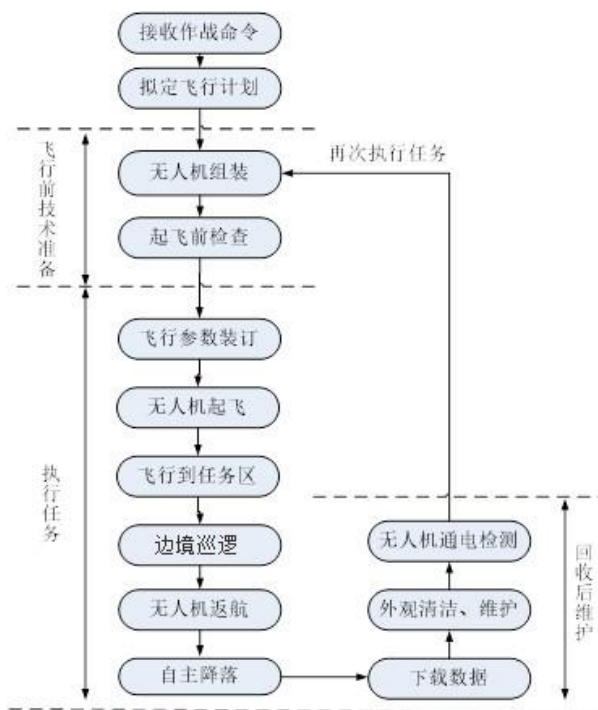 接收作战命令
拟定飞行计划
飞行前技术准备
无人机组装
再次执行任务
起飞前检查
执行任务
飞行参数装订
无人机起飞
飞行到任务区
边境巡逻
无人机返航
自主降落
无人机通电检测
外观清洁、维护
下载数据
回收后维护